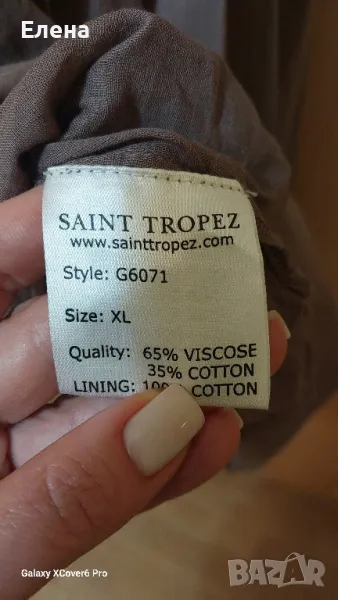 Елена
SAINT TROPEZ
www.sainttropez.com
Style: G6071
Size: XL
Quality: 65% VISCOSE
35% COTTON
LINING: 100% COTTON
Galaxy XCover6 Pro
BAZAR